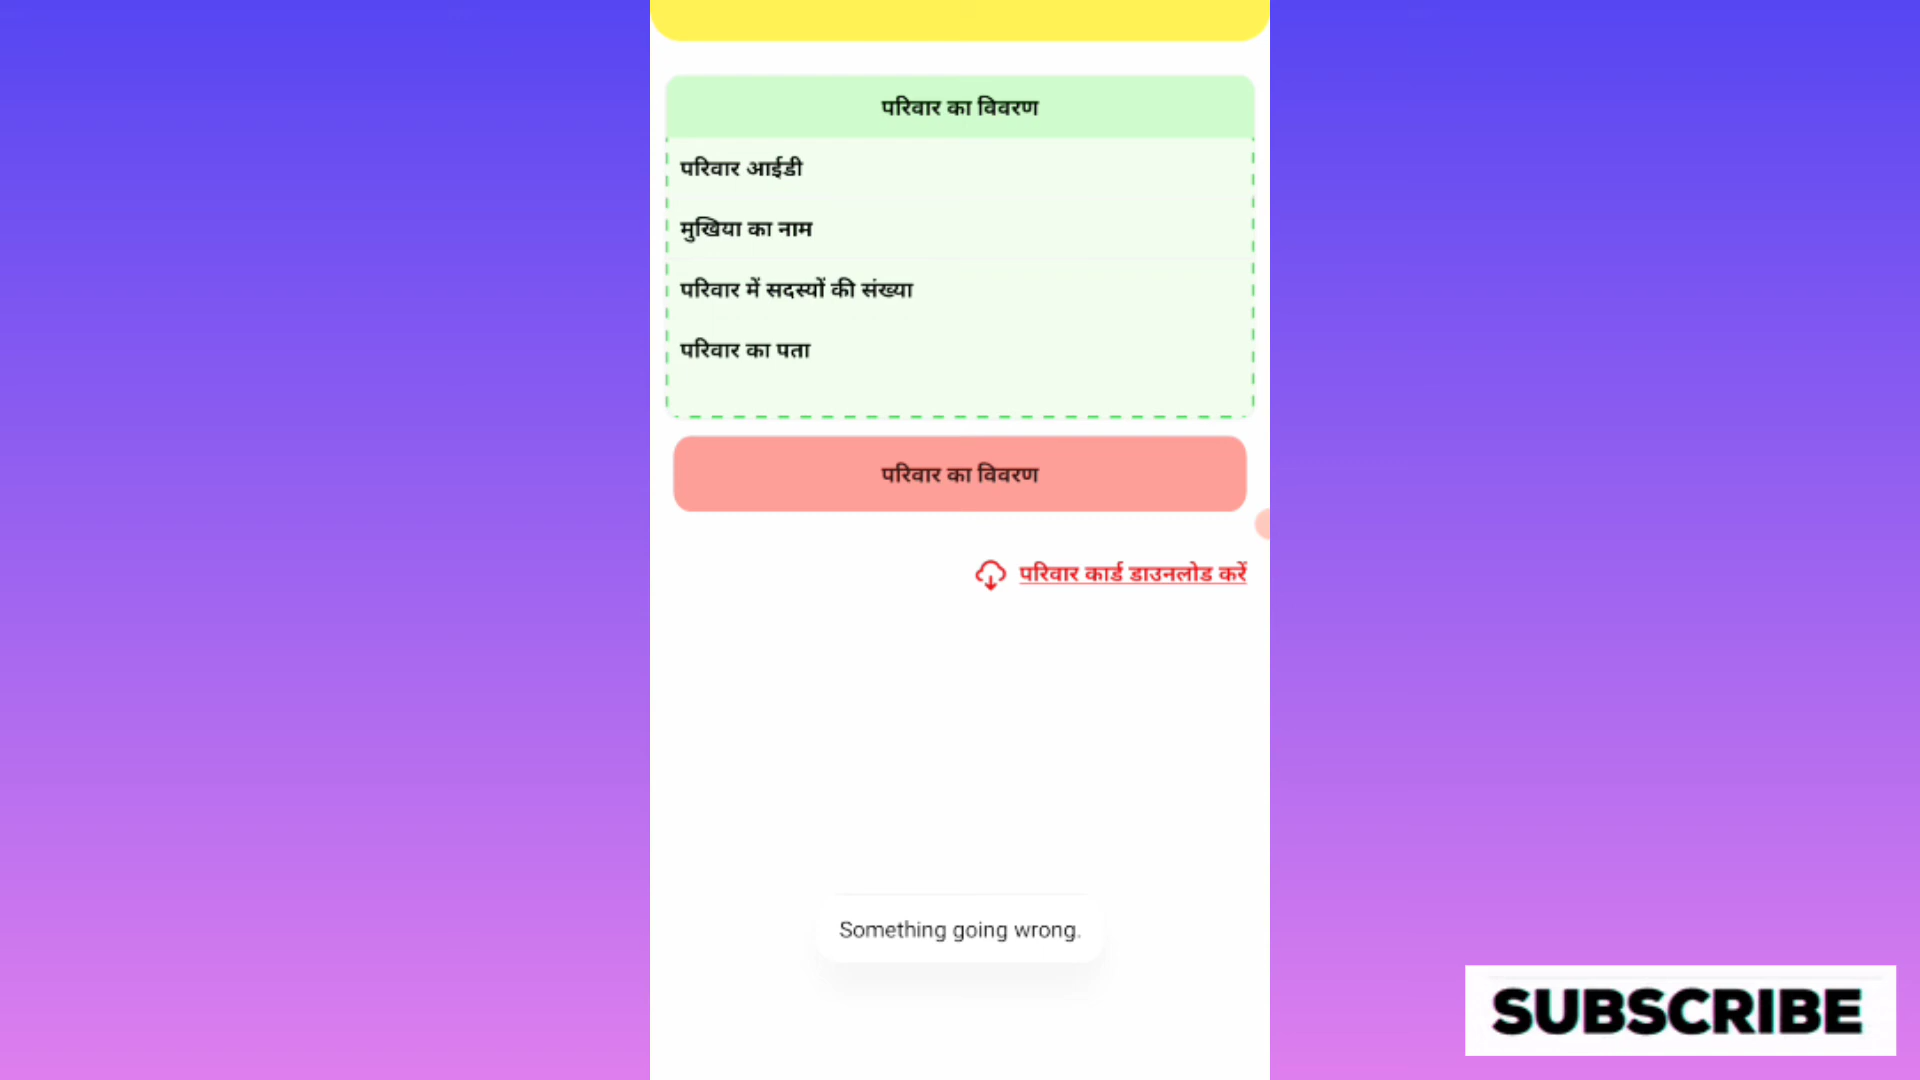 परिवार का विवरण
परिवार आईडी
मुखिया का नाम
परिवार में सदस्यों की संख्या
परिवार का पता
परिवार का विवरण
परिवार कार्ड डाउनलोड करें
Something going wrong.
SUBSCRIBE